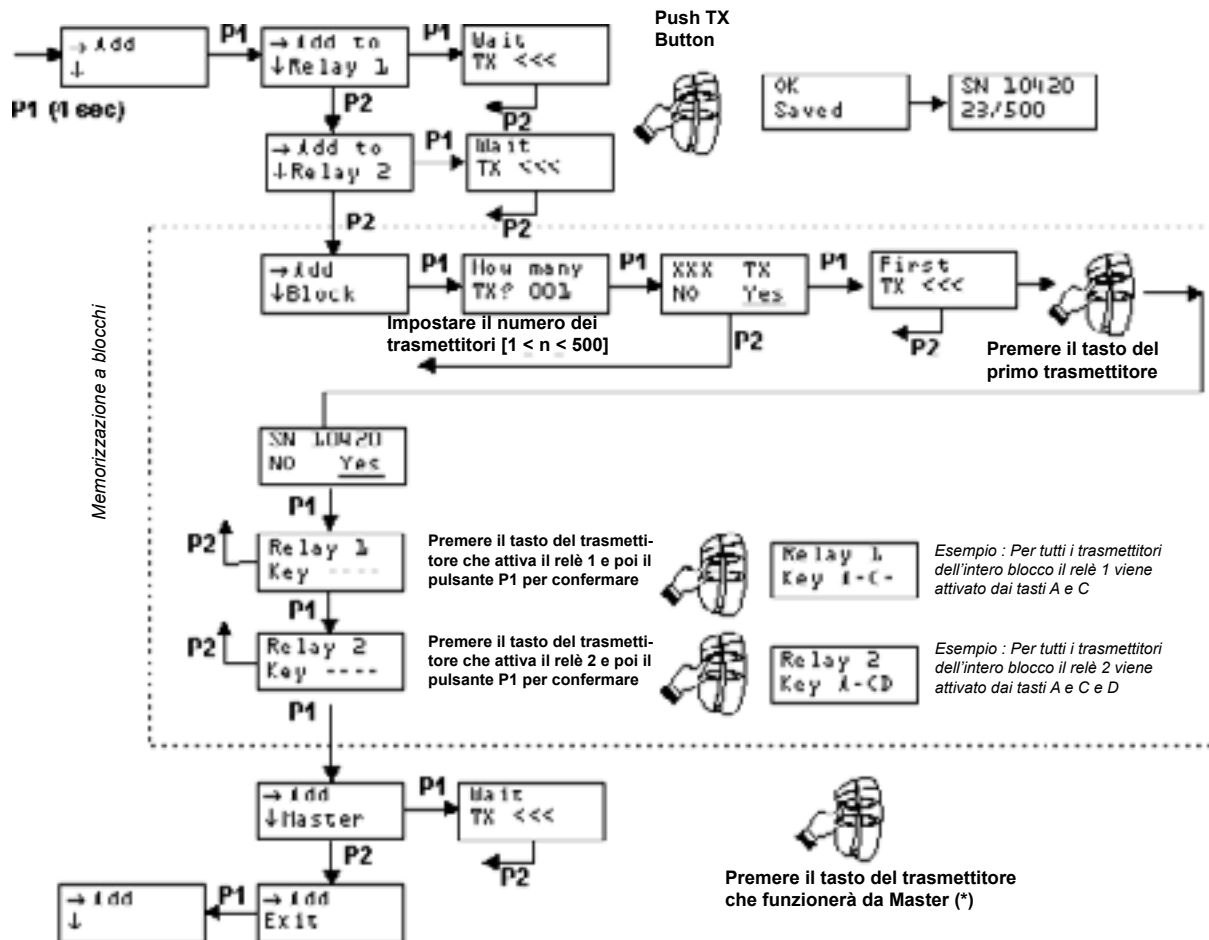 → Add
↓
P1 (4 sec)
P1
→ Add to
↓Relay 1
P1
Wait
TX <<<
P2
P2
Push TX
Button
OK
Saved
SN 10420
23/500
→ Add to
↓Relay 2
P1
Wait
TX <<<
P2
P2
Memorizzazione a blocchi
→ Add
↓Block
P1
How many
TX? 001
P1
XXX TX
NO Yes
P1
First
TX <<<
P2
P2
Impostare il numero dei
trasmettitori [1 < n < 500]
Premere il tasto del
primo trasmettitore
SN 10420
NO Yes
P1
P2
Relay 1
Key ----
Premere il tasto del trasmetti-
tore che attiva il relè 1 e poi il
pulsante P1 per confermare
Relay 1
Key A-C-
Esempio : Per tutti i trasmettitori
dell'intero blocco il relè 1 viene
attivato dai tasti A e C
P1
P2
Relay 2
Key ----
Premere il tasto del trasmetti-
tore che attiva il relè 2 e poi il
pulsante P1 per confermare
Relay 2
Key A-CD
Esempio : Per tutti i trasmettitori
dell'intero blocco il relè 2 viene
attivato dai tasti A e C e D
P1
→ Add
↓Master
P1
Wait
TX <<<
P2
P2
Premere il tasto del trasmettitore
che funzionerà da Master (*)
→ Add
↓
P1
→ Add
Exit